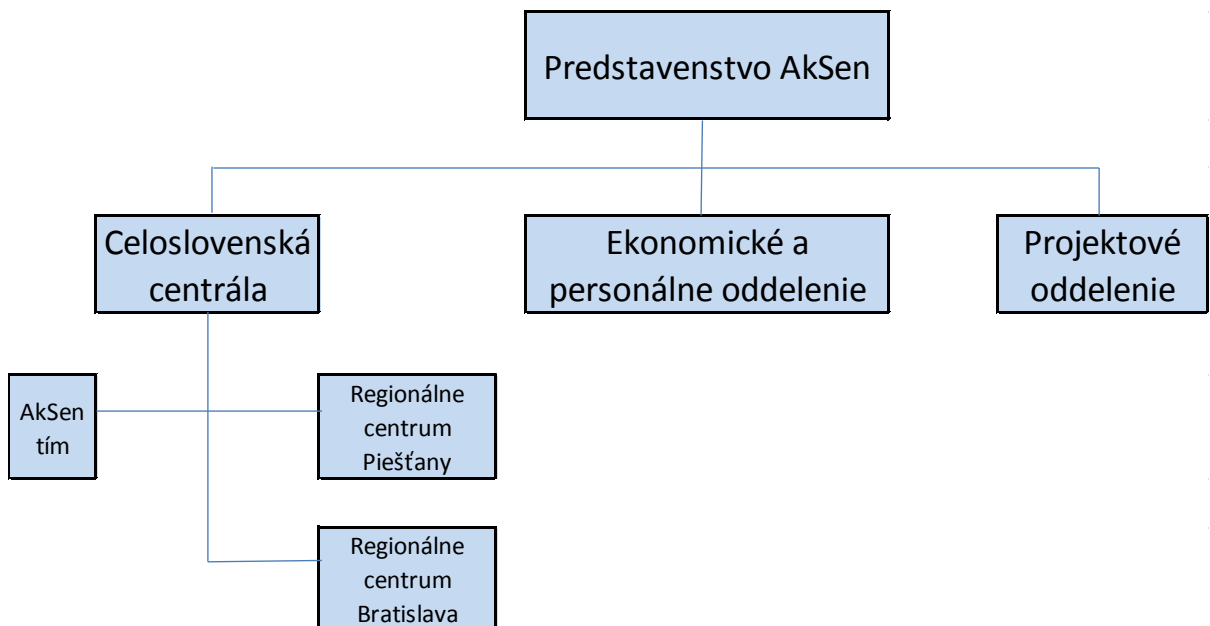 Predstavenstvo AkSen
Celoslovenská
centrála
Ekonomické a
personálne oddelenie
Projektové
oddelenie
AkSen
tím
Regionálne
centrum
Piešťany
Regionálne
centrum
Bratislava